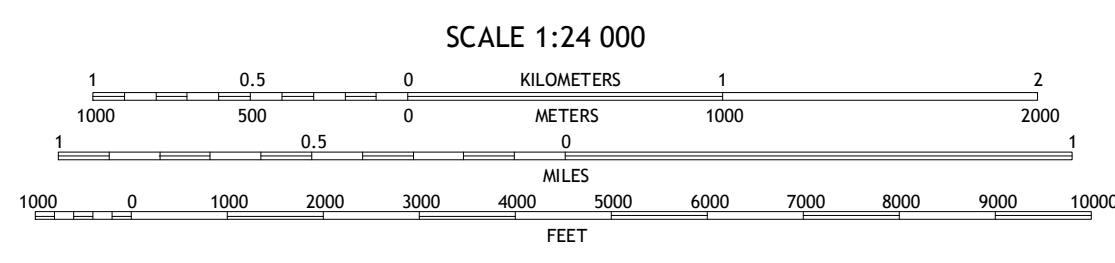 SCALE 1:24 000
1 0.5 0 KILOMETERS 1 2
1000 500 0 METERS 1000 2000
1 0.5 0 1
MILES
1000 0 1000 2000 3000 4000 5000 6000 7000 8000 9000 10000
FEET